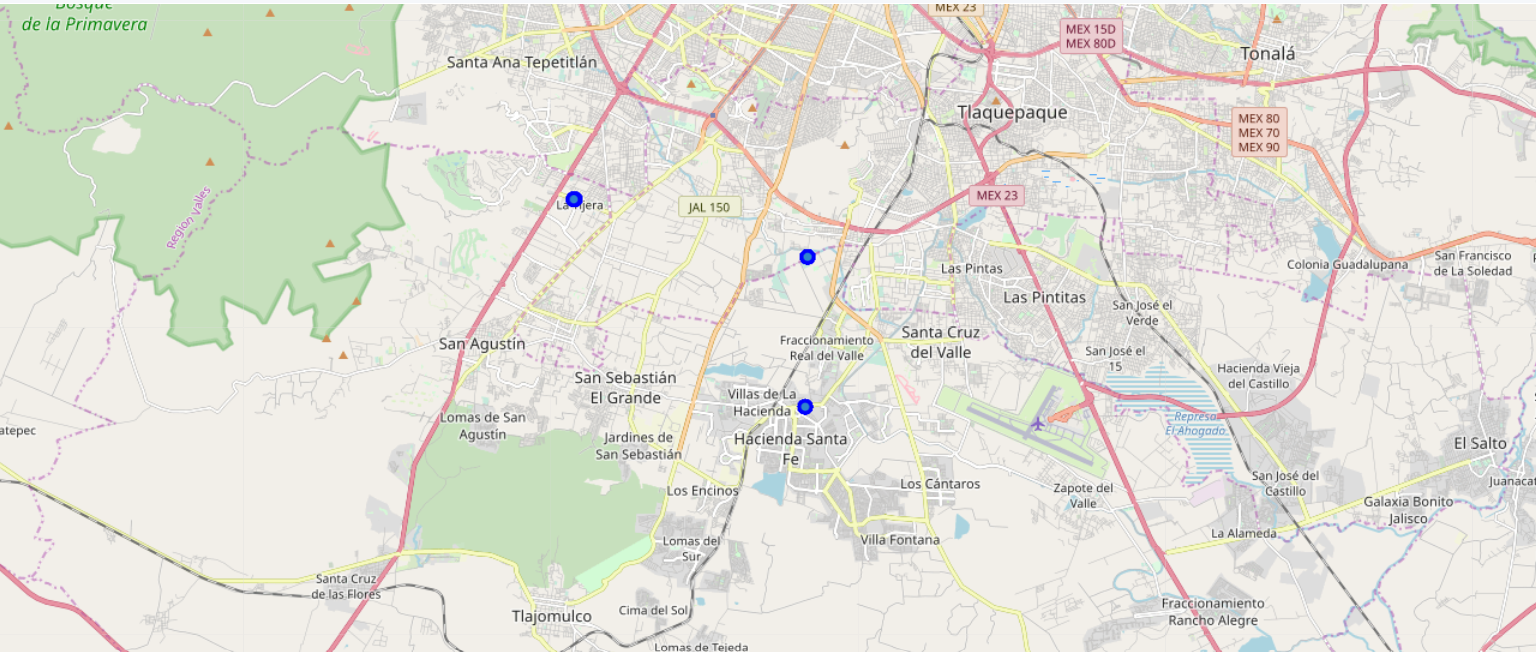 Bosque
de la Primavera
MEX 23
MEX 15D
MEX 80D
Tonalá
Santa Ana Tepetitlán
Tlaquepaque
MEX 80
MEX 70
MEX 90
Región Valles
La Tijera
JAL 150
MEX 23
Las Pintas
Colonia Guadalupana
San Francisco
de La Soledad
Las Pintitas
San José el
Verde
San Agustín
Fraccionamiento
Real del Valle
Santa Cruz
del Valle
San José el
15
San Sebastián
El Grande
Villas de La
Hacienda
Hacienda Vieja
del Castillo
atepec
Lomas de San
Agustín
Jardines de
San Sebastián
Hacienda Santa
Fe
Represa
El Ahogado
El Salto
Los Encinos
Los Cántaros
Zapote del
Valle
San José del
Castillo
Juanacat
Galaxia Bonito
Jalisco
Lomas del
Sur
Villa Fontana
La Alameda
Santa Cruz
de las Flores
Tlajomulco
Cima del Sol
Fraccionamiento
Rancho Alegre
Lomas de Tejeda